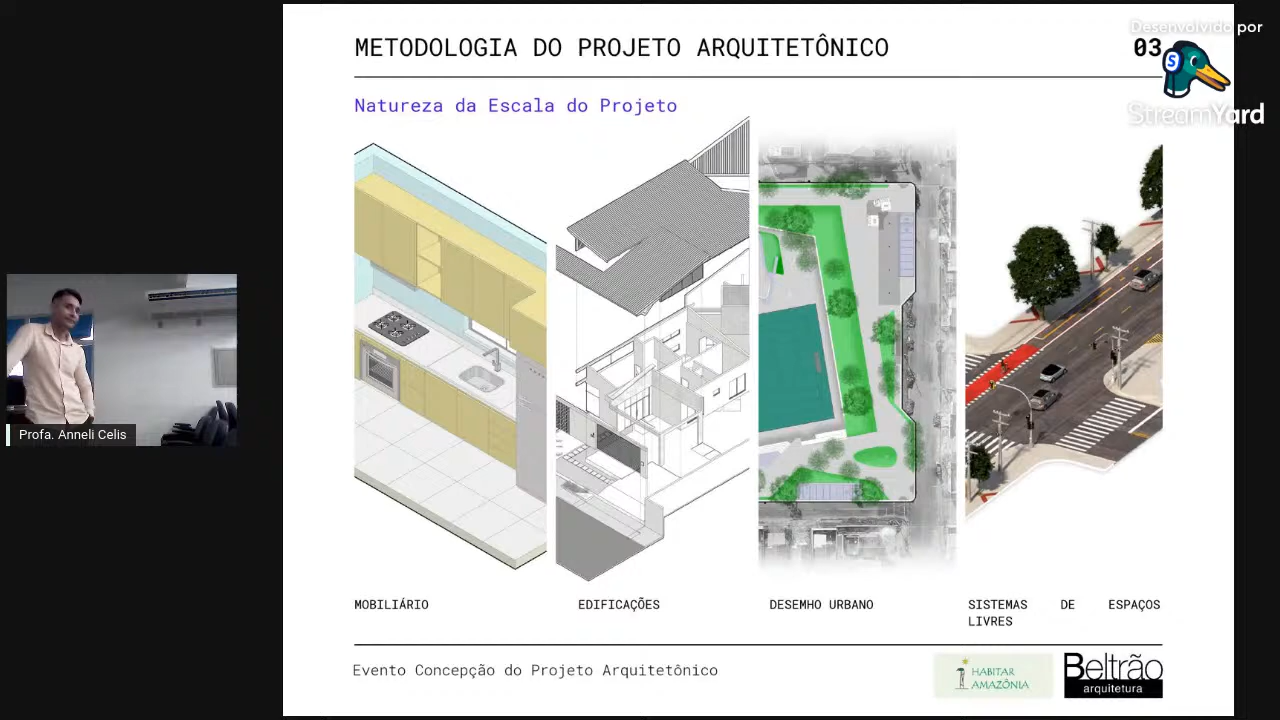 METODOLOGIA DO PROJETO ARQUITETÔNICO
03
Desenvolvido por
S
StreamYard
Natureza da Escala do Projeto
Profa. Anneli Celis
MOBILIÁRIO
EDIFICAÇÕES
DESEMHO URBANO
SISTEMAS DE ESPAÇOS
LIVRES
Evento Concepção do Projeto Arquitetônico
HABITAR
AMAZÔNIA
Beltrão
arquitetura